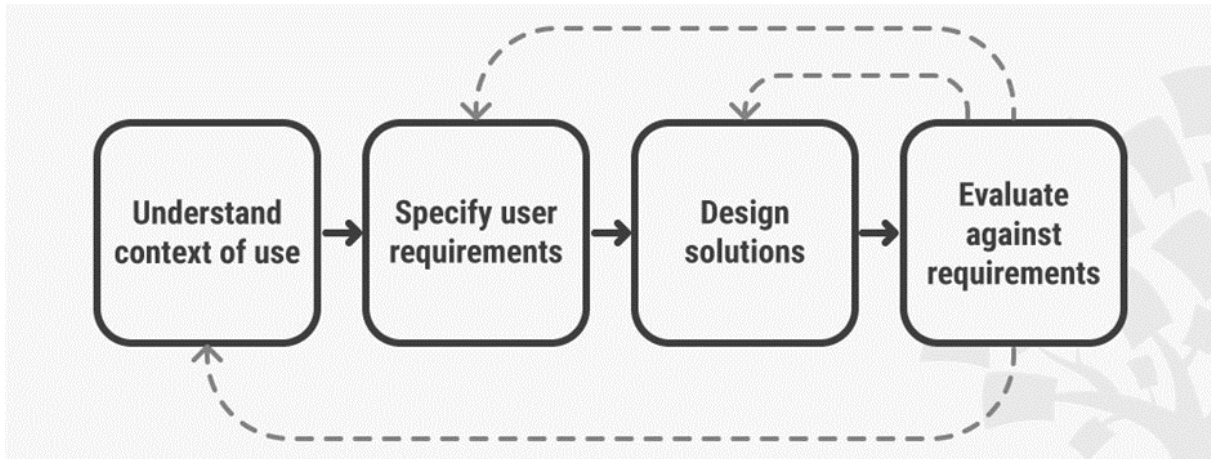 Understand
context of use
Specify user
requirements
Design
solutions
Evaluate
against
requirements